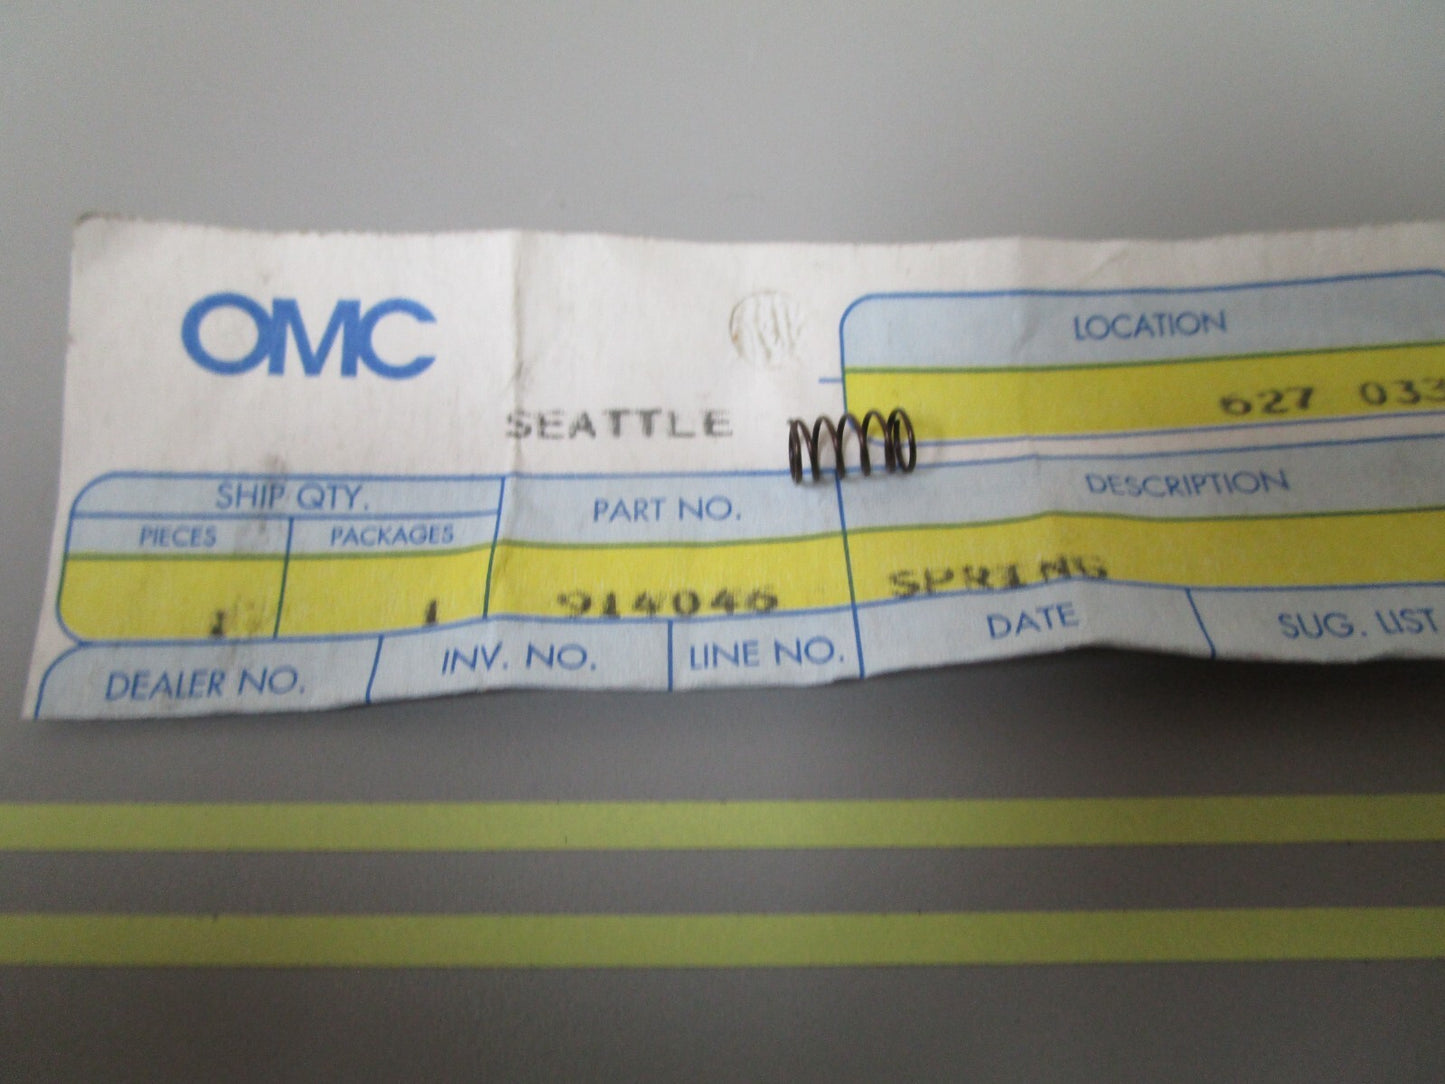 OMC
LOCATION
SEATTLE
627 033
SHIP QTY.
PIECES PACKAGES
PART NO.
DESCRIPTION
1 1 914046 SPRING
DEALER NO. INV. NO. LINE NO. DATE SUG. LIST